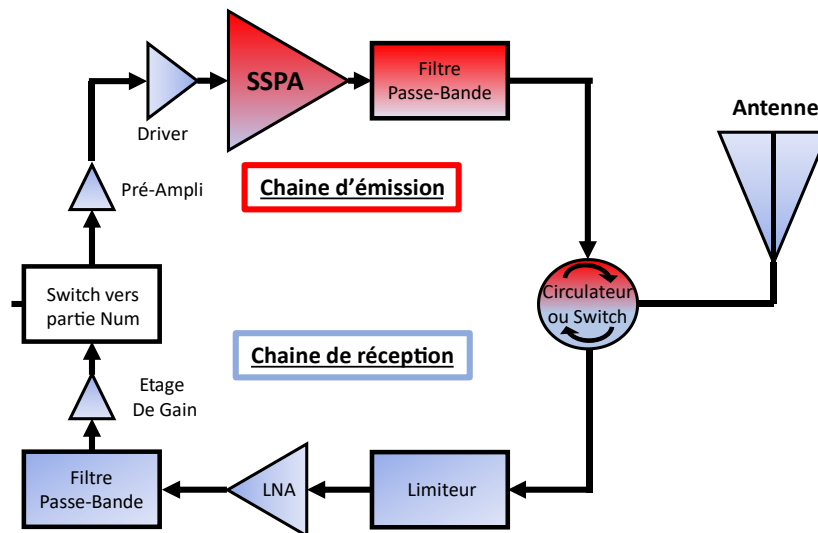 SSPA
Filtre
Passe-Bande
Driver
Antenne
Pré-Ampli
Chaine d'émission
Switch vers
partie Num
Circulateur
ou Switch
Chaine de réception
Etage
De Gain
Filtre
Passe-Bande
LNA
Limiteur